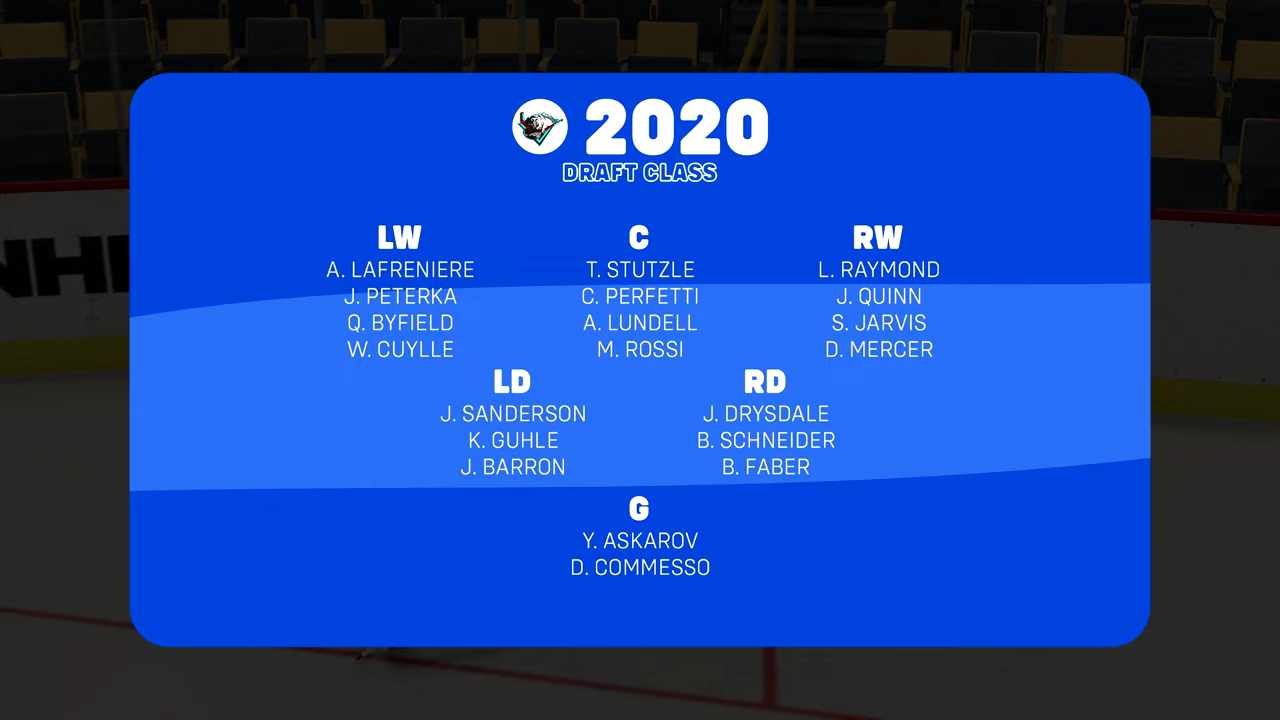 2020
DRAFT CLASS
LW C RW
A. LAFRENIERE T. STUTZLE L. RAYMOND
J. PETERKA C. PERFETTI J. QUINN
Q. BYFIELD A. LUNDELL S. JARVIS
W. CUYLLE M. ROSSI D. MERCER
LD RD
J. SANDERSON J. DRYSDALE
K. GUHLE B. SCHNEIDER
J. BARRON B. FABER
G
Y. ASKAROV
D. COMMESSO
NH